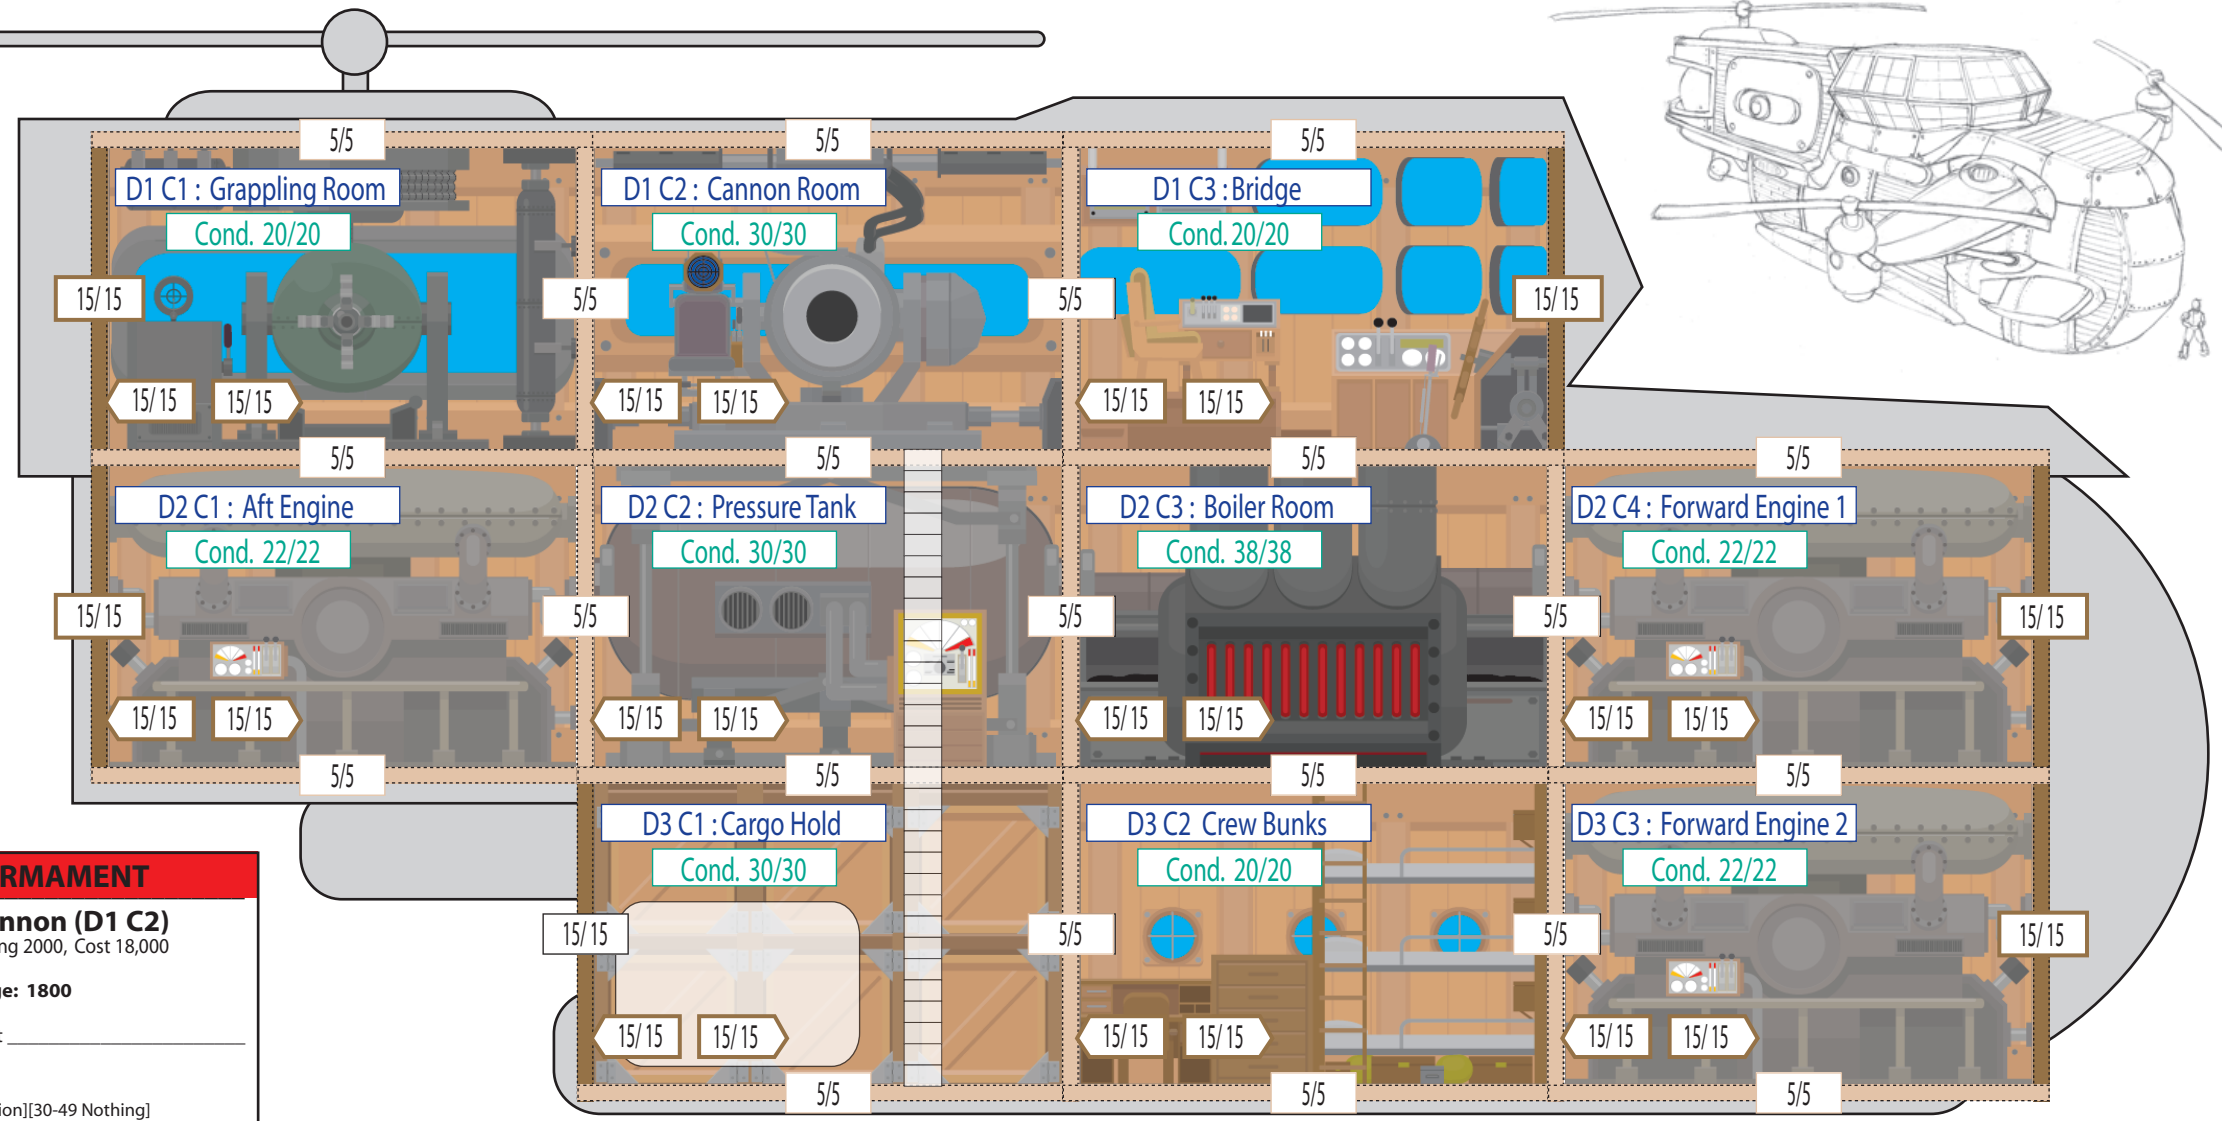 5/5 5/5 5/5
D1 C1 : Grappling Room D1 C2 : Cannon Room D1 C3 : Bridge
Cond. 20/20 Cond. 30/30 Cond. 20/20
15/15 5/5 5/5 15/15
15/15 15/15 15/15 15/15 15/15 15/15
5/5 5/5 5/5 5/5
D2 C1 : Aft Engine D2 C2 : Pressure Tank D2 C3 : Boiler Room D2 C4 : Forward Engine 1
Cond. 22/22 Cond. 30/30 Cond. 38/38 Cond. 22/22
15/15 5/5 5/5 5/5 15/15
15/15 15/15 15/15 15/15 15/15 15/15 15/15 15/15
5/5 5/5 5/5 5/5
D3 C1 : Cargo Hold D3 C2 Crew Bunks D3 C3 : Forward Engine 2
Cond. 30/30 Cond. 20/20 Cond. 22/22
15/15 5/5 5/5 15/15
15/15 15/15 15/15 15/15 15/15 15/15
5/5 5/5 5/5
RMAMENT
nnon (D1 C2)
ng 2000, Cost 18,000
ge: 1800
ion][30-49 Nothing]